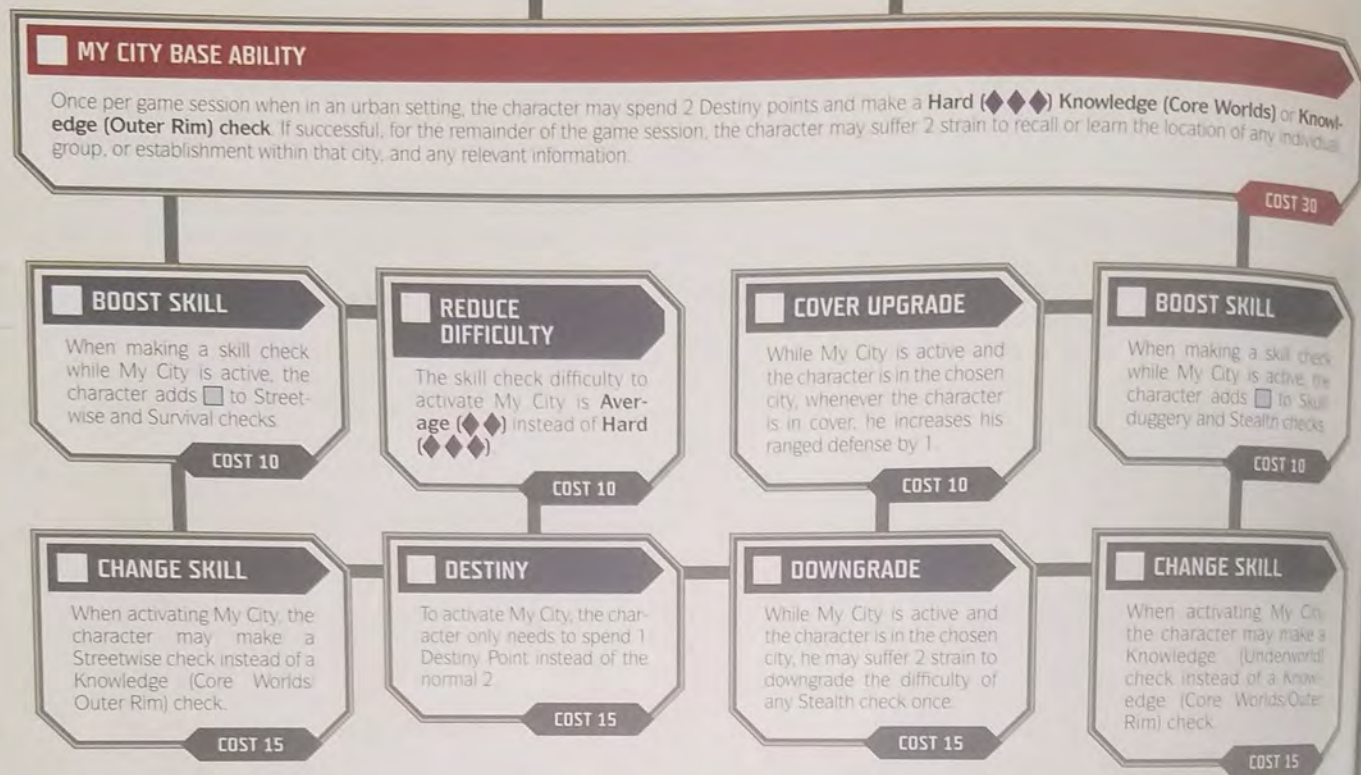 MY CITY BASE ABILITY
Once per game session when in an urban setting, the character may spend 2 Destiny points and make a Hard (◆◆◆) Knowledge (Core Worlds) or Knowl-
edge (Outer Rim) check. If successful, for the remainder of the game session, the character may suffer 2 strain to recall or learn the location of any individual,
group, or establishment within that city, and any relevant information.
COST 30
BOOST SKILL
When making a skill check
while My City is active, the
character adds □ to Street-
wise and Survival checks.
COST 10
REDUCE
DIFFICULTY
The skill check difficulty to
activate My City is Aver-
age (◆◆) instead of Hard
(◆◆◆)
COST 10
COVER UPGRADE
While My City is active and
the character is in the chosen
city, whenever the character
is in cover, he increases his
ranged defense by 1.
COST 10
BOOST SKILL
When making a skill check
while My City is active, the
character adds □ to Skul-
duggery and Stealth checks.
COST 10
CHANGE SKILL
When activating My City, the
character may make a
Streetwise check instead of a
Knowledge (Core Worlds/
Outer Rim) check.
COST 15
DESTINY
To activate My City, the char-
acter only needs to spend 1
Destiny Point instead of the
normal 2.
COST 15
DOWNGRADE
While My City is active and
the character is in the chosen
city, he may suffer 2 strain to
downgrade the difficulty of
any Stealth check once.
COST 15
CHANGE SKILL
When activating My City,
the character may make a
Knowledge (Underworld)
check instead of a Knowl-
edge (Core Worlds/Outer
Rim) check.
COST 15